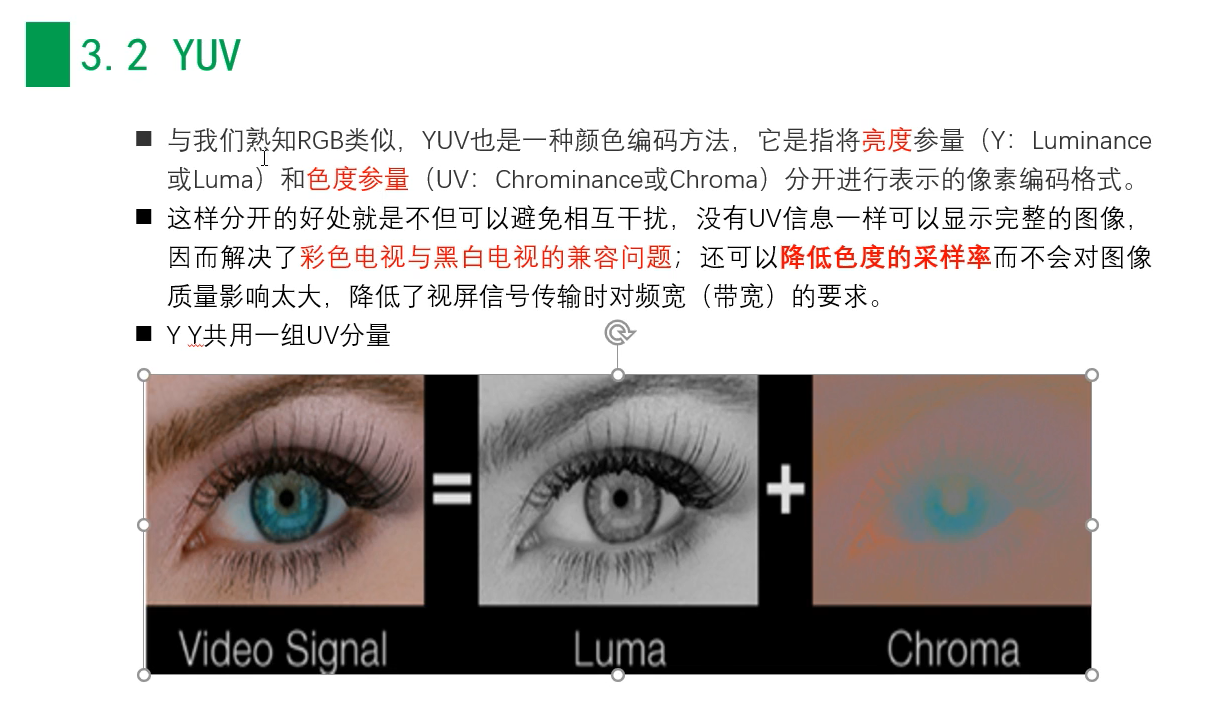 3.2 YUV
与我们熟知RGB类似，YUV也是一种颜色编码方法，它是指将亮度参量（Y：Luminance
或Luma）和色度参量（UV：Chrominance或Chroma）分开进行表示的像素编码格式。
这样分开的好处就是不但可以避免相互干扰，没有UV信息一样可以显示完整的图像，
因而解决了彩色电视与黑白电视的兼容问题；还可以降低色度的采样率而不会对图像
质量影响太大，降低了视屏信号传输时对频宽（带宽）的要求。
Y Y共用一组UV分量
= +
Video Signal Luma Chroma